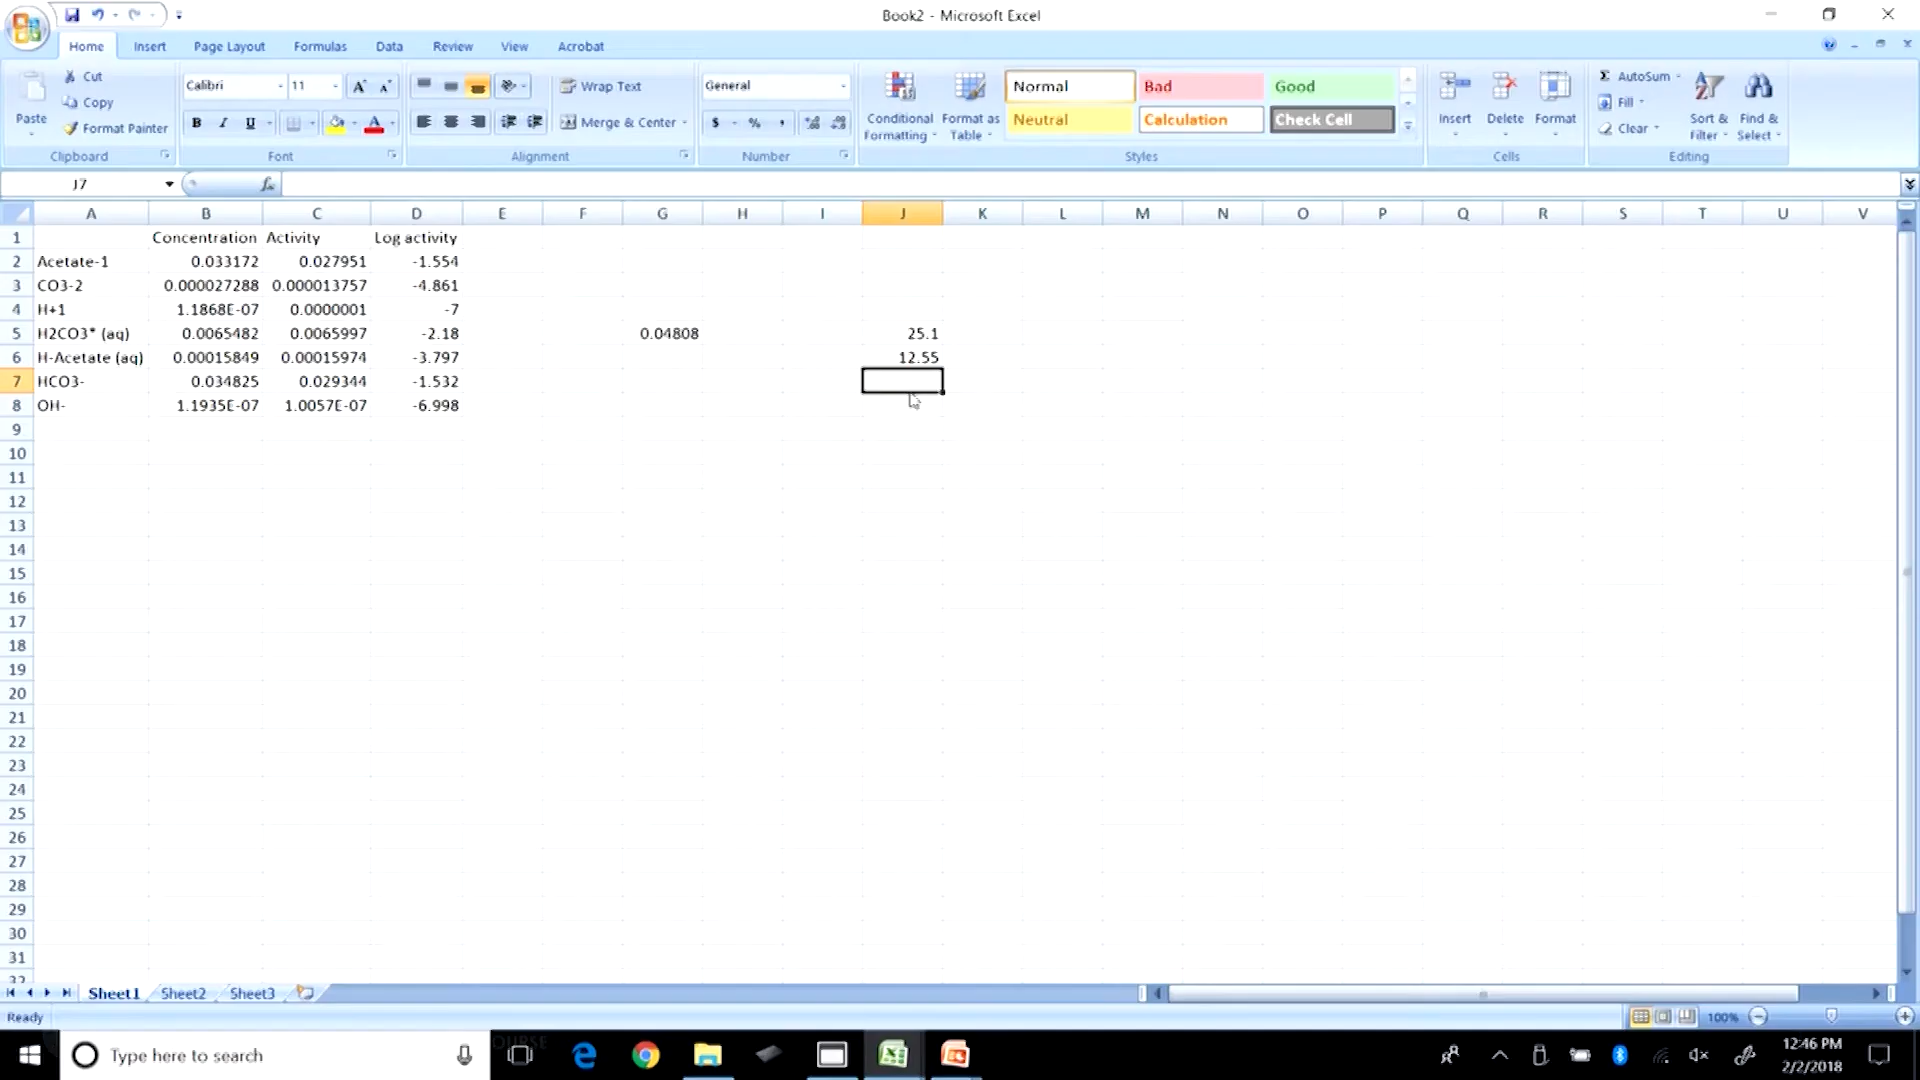 Book2 - Microsoft Excel
Home Insert Page Layout Formulas Data Review View Acrobat
Cut
Copy
Format Painter
Paste
Clipboard
Calibri 11
B I U
Font
Wrap Text
Merge & Center
Alignment
General
$ % ,
Number
Conditional Formatting
Format as Table
Normal Bad Good
Neutral Calculation Check Cell
Styles
Insert Delete Format
Cells
Σ AutoSum
Fill
Clear
Sort & Filter
Find & Select
Editing
J7 fx
A B C D E F G H I J K L M N O P Q R S T U V
1 Concentration Activity Log activity
2 Acetate-1 0.033172 0.027951 -1.554
3 CO3-2 0.000027288 0.000013757 -4.861
4 H+1 1.1868E-07 0.0000001 -7
5 H2CO3* (aq) 0.0065482 0.0065997 -2.18 0.04808 25.1
6 H-Acetate (aq) 0.00015849 0.00015974 -3.797 12.55
7 HCO3- 0.034825 0.029344 -1.532
8 OH- 1.1935E-07 1.0057E-07 -6.998
9
10
11
12
13
14
15
16
17
18
19
20
21
22
23
24
25
26
27
28
29
30
31
32
Sheet1 Sheet2 Sheet3
Ready 100%
Type here to search
12:46 PM
2/2/2018